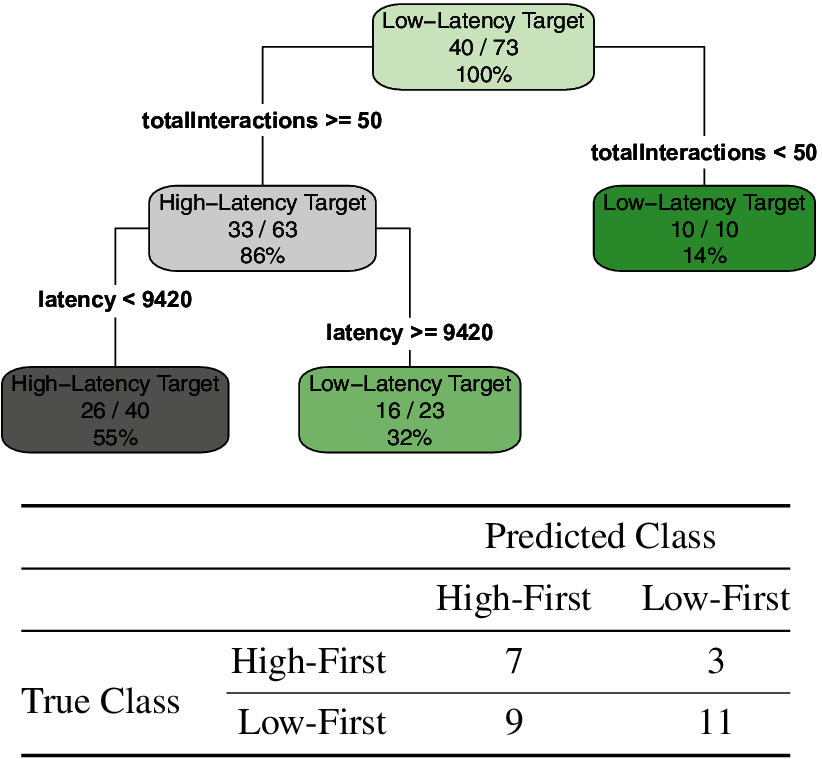 Low−Latency Target
40 / 73
100%
totalInteractions >= 50
totalInteractions < 50
High−Latency Target
33 / 63
86%
Low−Latency Target
10 / 10
14%
latency < 9420
latency >= 9420
High−Latency Target
26 / 40
55%
Low−Latency Target
16 / 23
32%
Predicted Class
High-First Low-First
True Class
High-First 7 3
Low-First 9 11